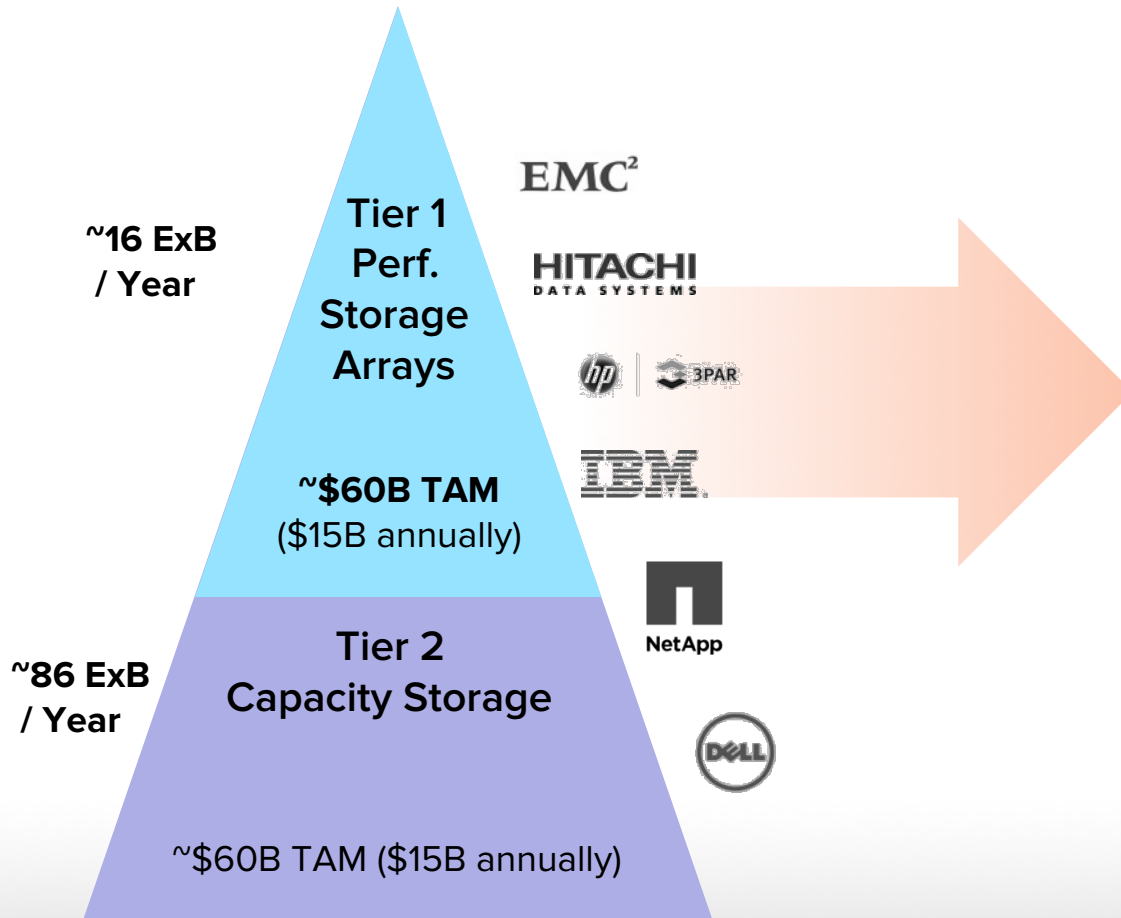 EMC²
Tier 1
Perf.
Storage
Arrays
~16 ExB
/ Year
HITACHI
DATA SYSTEMS
hp
3PAR
IBM.
~$60B TAM
($15B annually)
NetApp
Tier 2
Capacity Storage
~86 ExB
/ Year
DELL
~$60B TAM ($15B annually)